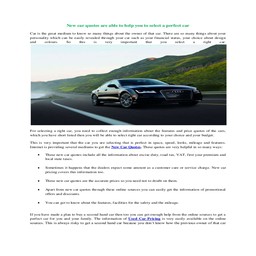 New car quotes are able to help you to select a perfect car
Car is the great medium to know so many things about the owner of that car. There are so many things about your
personality which can be easily revealed through your car such as your financial status, your choice about design
and colours. So this is very important that you select a right car.
For selecting a right car, you need to collect enough information about the features and price quotes of the cars,
which you have short listed then you will be able to select right car according to your choice and your budget.
This is very important that the car you are selecting that is perfect in space, speed, looks, mileage and features.
Internet is providing several mediums to get the New Car Quotes. These quotes are very helpful in so many ways:
These new car quotes include all the information about excise duty, road tax, VAT, first year payments and
local state taxes.
Sometimes it happens that the dealers report some amount as a customer care or service charge. New car
pricing covers this information too.
These new car quotes are the accurate prices so you need not to doubt on them.
Apart from new car quotes through these online sources you can easily get the information of promotional
offers and discounts.
You can get to know about the finance, facilities for the safety and the mileage.
If you have made a plan to buy a second hand car then too you can get enough help from the online sources to get a
perfect car for you and your family. The information of Used Car Pricing is very easily available on the online
sources. This is always risky to get a second hand car because you don't know how the previous owner of that car